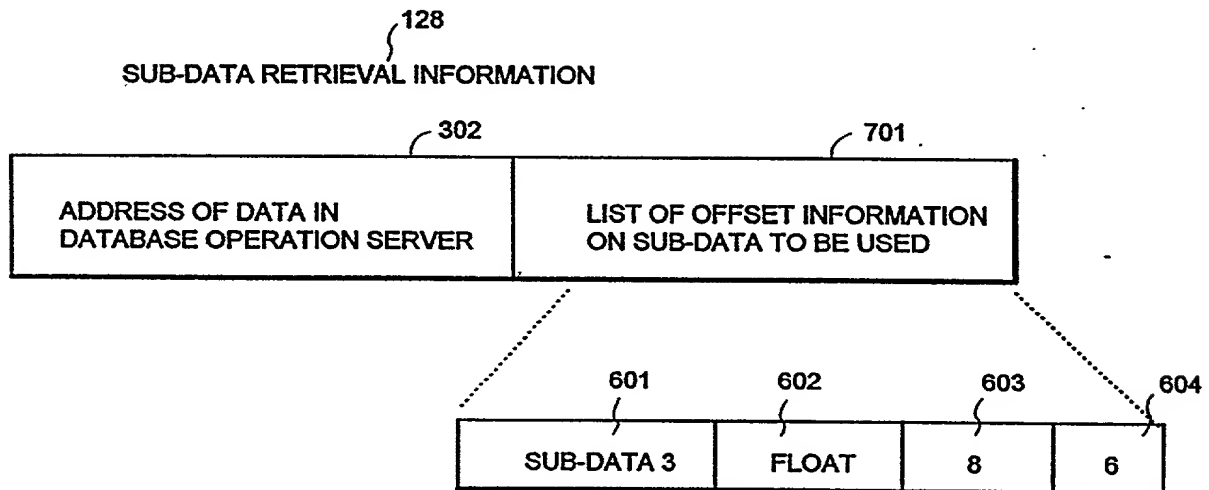 128
SUB-DATA RETRIEVAL INFORMATION
302
701
ADDRESS OF DATA IN
DATABASE OPERATION SERVER
LIST OF OFFSET INFORMATION
ON SUB-DATA TO BE USED
601
602
603
604
SUB-DATA 3
FLOAT
8
6